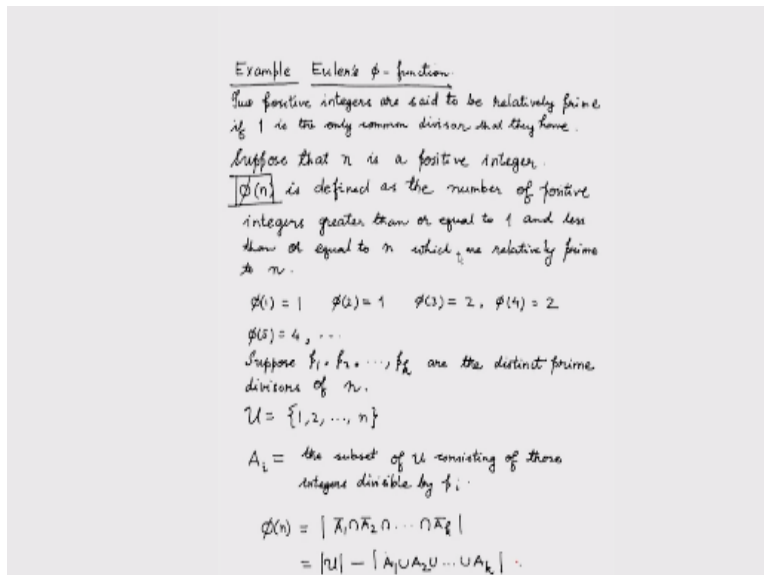 Example Euler's ϕ-function.
Two positive integers are said to be relatively prime
if 1 is the only common divisor that they have.
Suppose that n is a positive integer.
ϕ(n) is defined as the number of positive
integers greater than or equal to 1 and less
than or equal to n which are relatively prime
to n.
ϕ(1) = 1 ϕ(2) = 1 ϕ(3) = 2, ϕ(4) = 2
ϕ(5) = 4, ...
Suppose p₁, p₂, ..., pₖ are the distinct prime
divisors of n.
U = {1,2, ..., n}
Aᵢ = the subset of U consisting of those
integers divisible by pᵢ.
ϕ(n) = | A̅₁∩A̅₂∩ ... ∩A̅ₖ |
= |U| − |A₁∪A₂∪...∪Aₖ|